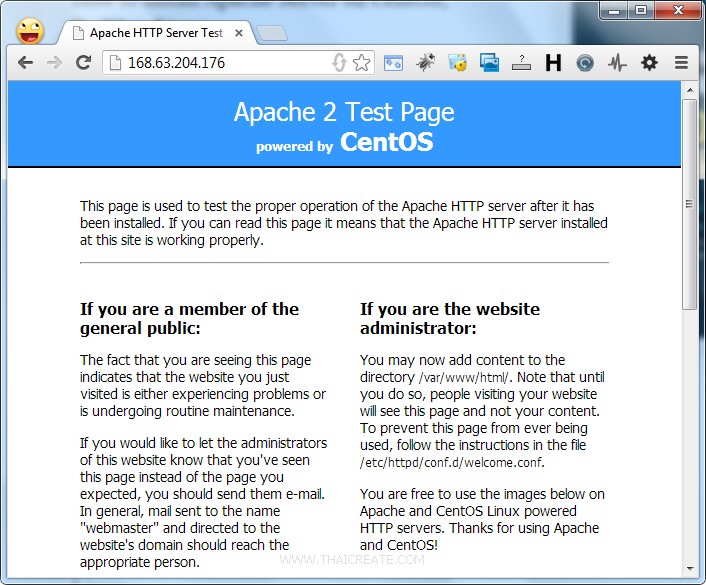 Apache HTTP Server Test
168.63.204.176
H
Apache 2 Test Page
powered by CentOS
This page is used to test the proper operation of the Apache HTTP server after it has
been installed. If you can read this page it means that the Apache HTTP server installed
at this site is working properly.
If you are a member of the
general public:
The fact that you are seeing this page
indicates that the website you just
visited is either experiencing problems or
is undergoing routine maintenance.
If you would like to let the administrators
of this website know that you've seen
this page instead of the page you
expected, you should send them e-mail.
In general, mail sent to the name
"webmaster" and directed to the
website's domain should reach the
appropriate person.
If you are the website
administrator:
You may now add content to the
directory /var/www/html/. Note that until
you do so, people visiting your website
will see this page and not your content.
To prevent this page from ever being
used, follow the instructions in the file
/etc/httpd/conf.d/welcome.conf.
You are free to use the images below on
Apache and CentOS Linux powered
HTTP servers. Thanks for using Apache
and CentOS!
WWW.THAICREATE.COM